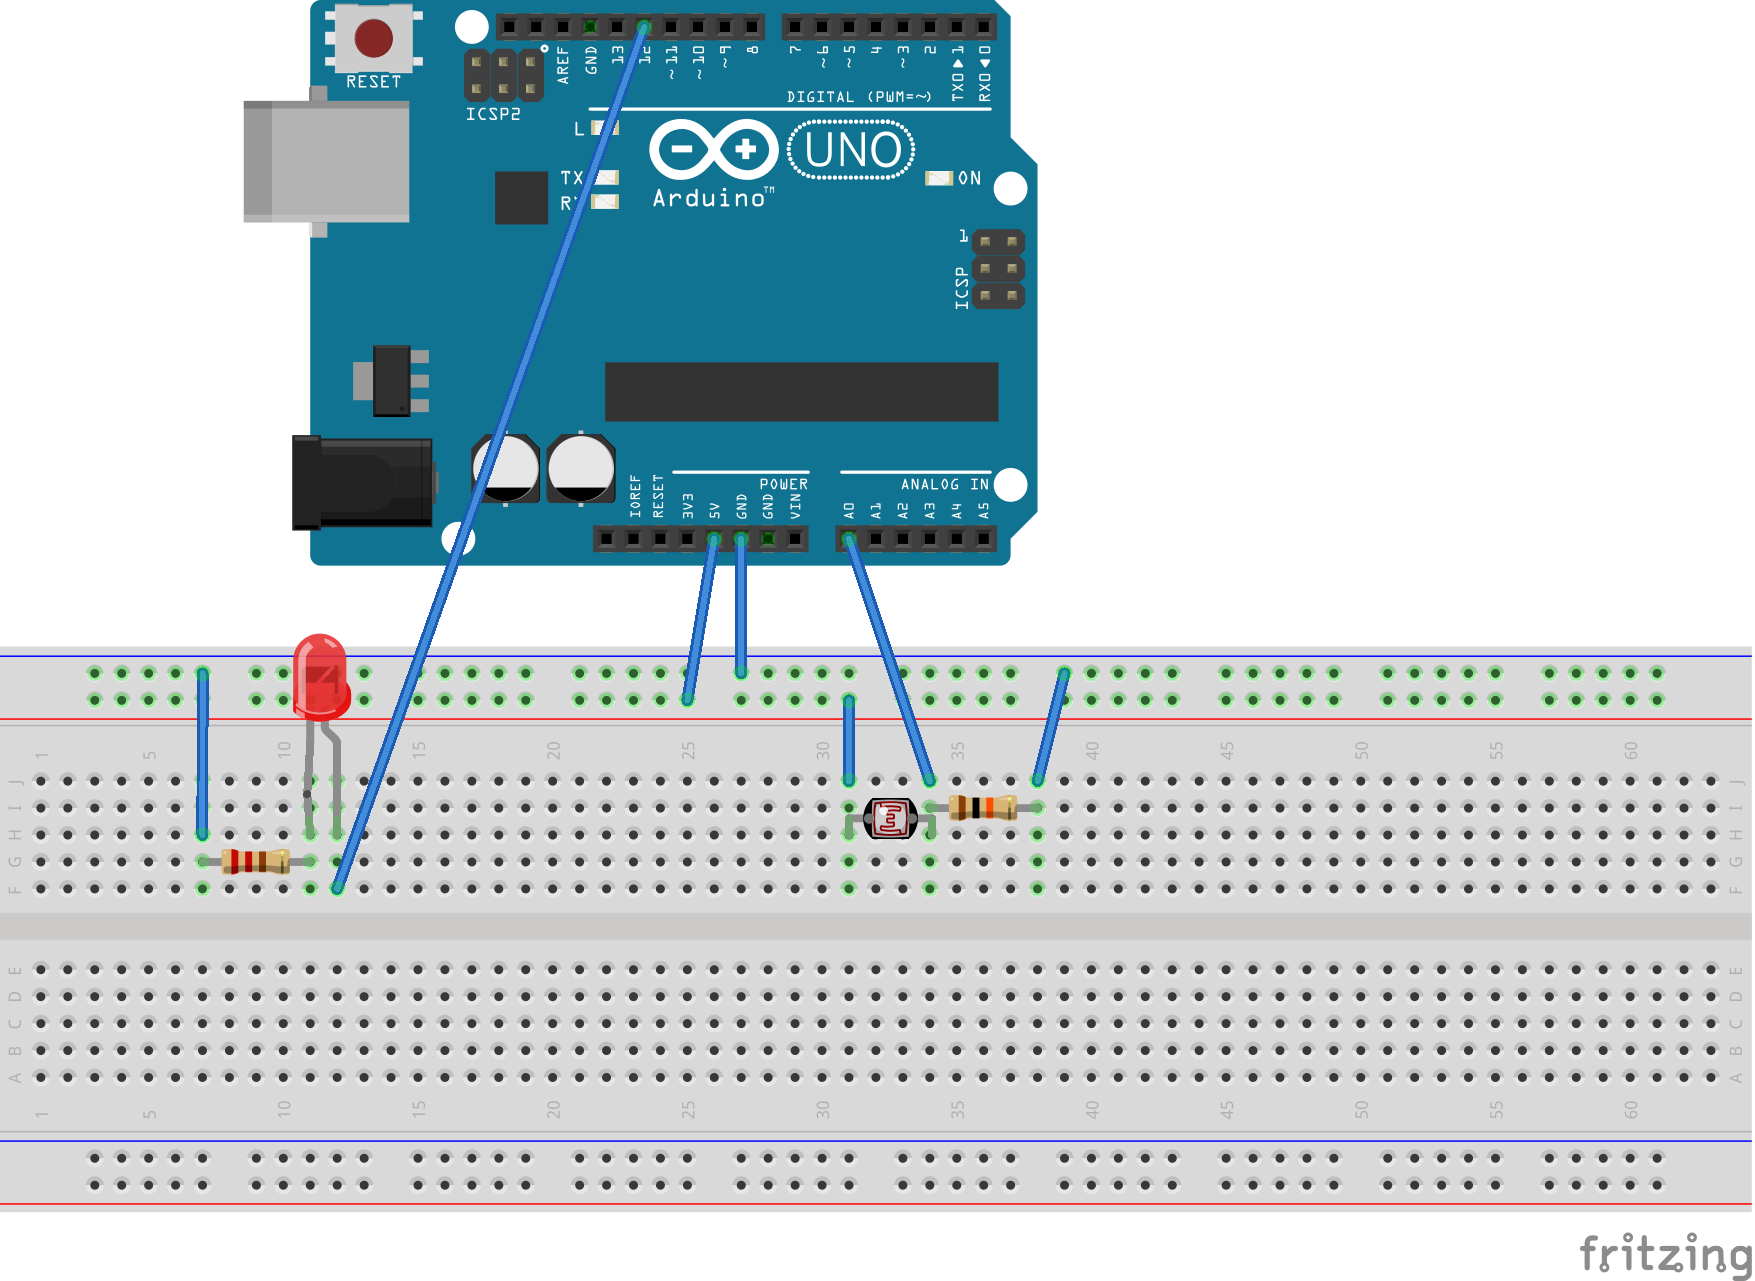 RESET
ICSP2
AREF
GND
13
12
~11
~10
~9
8
7
~6
~5
4
~3
2
TX0▶1
RX0◀0
DIGITAL (PWM=~)
L
TX
RX
UNO
Arduino™
ON
1
ICSP
POWER
ANALOG IN
IOREF
RESET
3V3
5V
GND
GND
VIN
A0
A1
A2
A3
A4
A5
1 5 10 15 20 25 30 35 40 45 50 55 60
J J
I I
H H
G G
F F
E E
D D
C C
B B
A A
1 5 10 15 20 25 30 35 40 45 50 55 60
fritzing